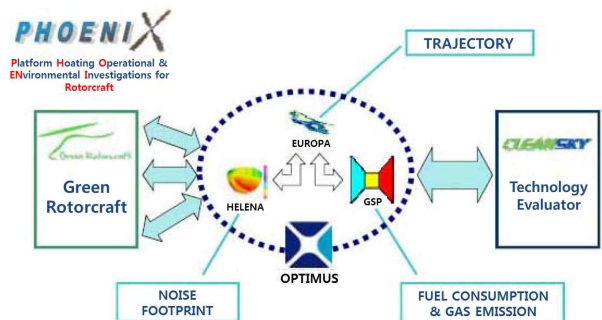 PHOENIX
Platform Hoating Operational &
ENvironmental Investigations for
Rotorcraft
TRAJECTORY
Green Rotorcraft
Green
Rotorcraft
EUROPA
HELENA
GSP
OPTIMUS
CLEANSKY
Technology
Evaluator
NOISE
FOOTPRINT
FUEL CONSUMPTION
& GAS EMISSION